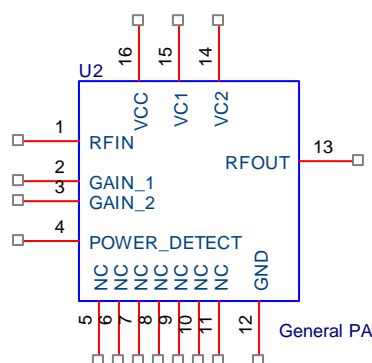 16
15
14
U2
VCC
VC1
VC2
1
RFIN
13
RFOUT
2
GAIN_1
3
GAIN_2
4
POWER_DETECT
NC
NC
NC
NC
NC
NC
NC
GND
5
6
7
8
9
10
11
12
General PA